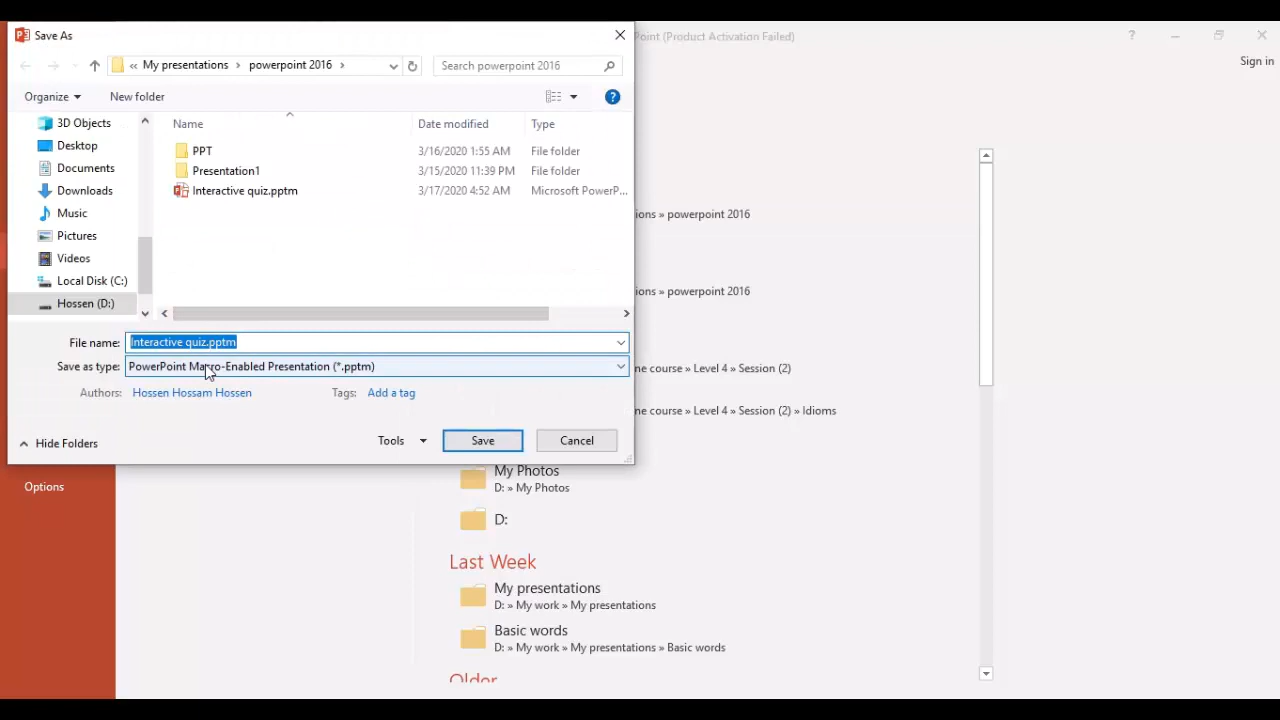 Save As
Point (Product Activation Failed)
?
Sign in
« My presentations › powerpoint 2016 ›
Search powerpoint 2016
Organize
New folder
?
3D Objects
Desktop
Documents
Downloads
Music
Pictures
Videos
Local Disk (C:)
Hossen (D:)
Name
Date modified
Type
PPT
3/16/2020 1:55 AM
File folder
Presentation1
3/15/2020 11:39 PM
File folder
Interactive quiz.pptm
3/17/2020 4:52 AM
Microsoft PowerP...
File name:
Interactive quiz.pptm
Save as type:
PowerPoint Macro-Enabled Presentation (*.pptm)
Authors:
Hossen Hossam Hossen
Tags:
Add a tag
Hide Folders
Tools
Save
Cancel
ions » powerpoint 2016
ions » powerpoint 2016
ne course » Level 4 » Session (2)
ne course » Level 4 » Session (2) » Idioms
Options
My Photos
D: » My Photos
D:
Last Week
My presentations
D: » My work » My presentations
Basic words
D: » My work » My presentations » Basic words
Older